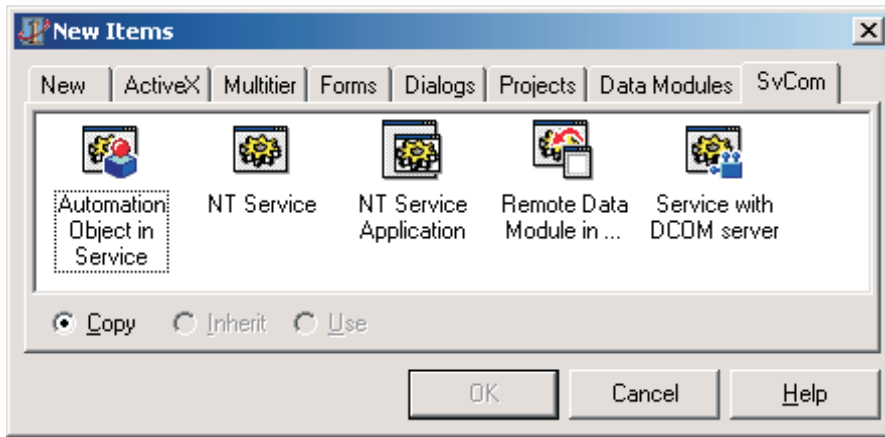 New Items
New ActiveX Multitier Forms Dialogs Projects Data Modules SvCom
Automation Object in Service
NT Service
NT Service Application
Remote Data Module in ...
Service with DCOM server
Copy Inherit Use
OK Cancel Help